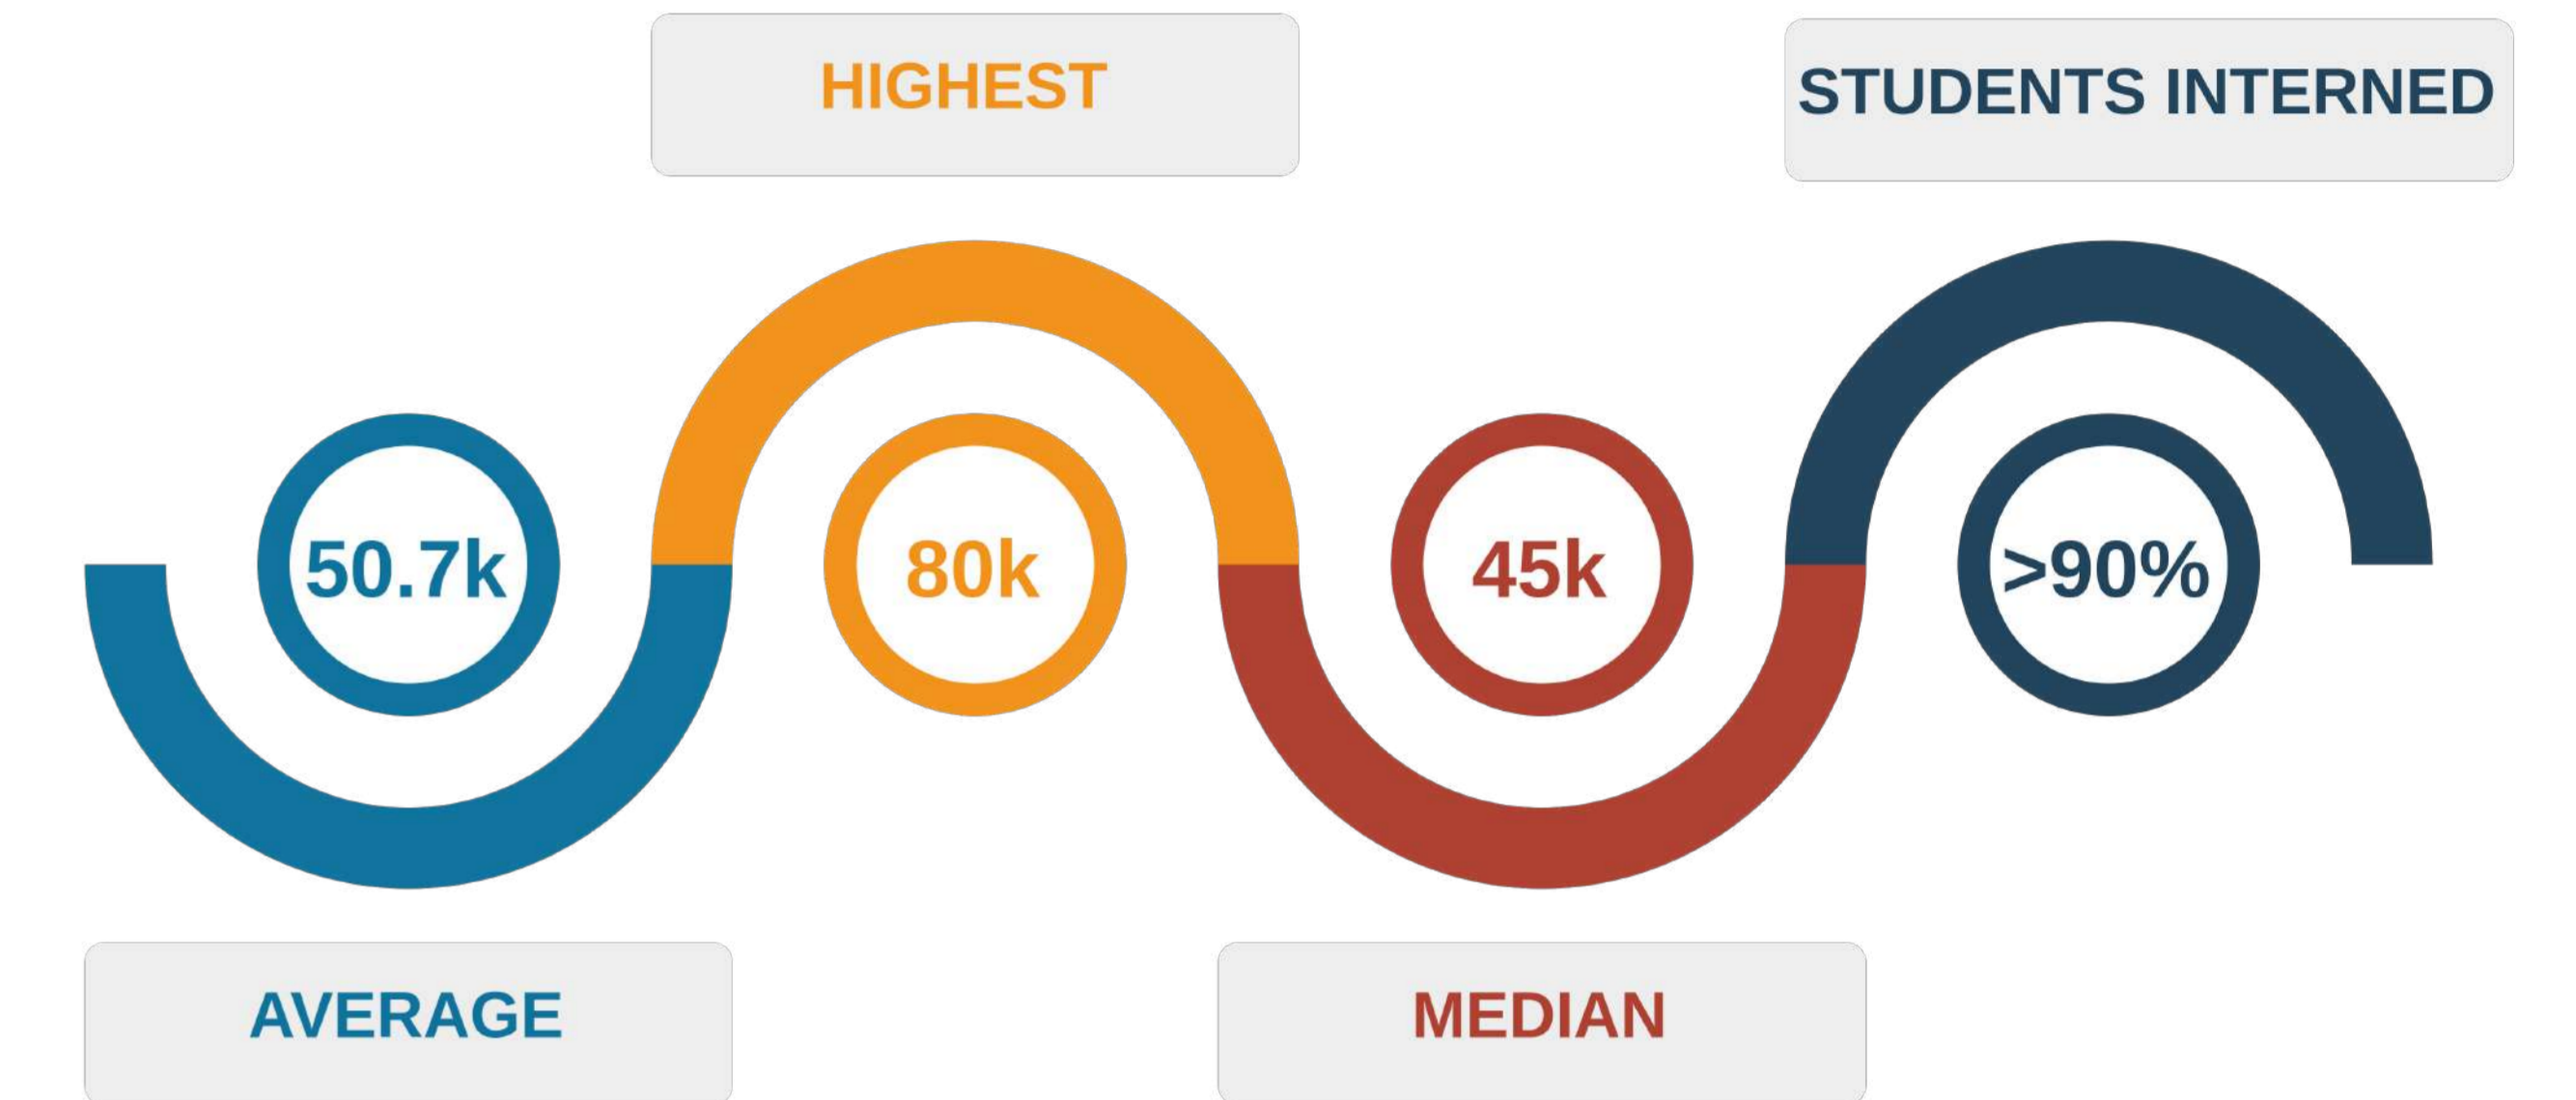 HIGHEST
STUDENTS INTERNED
50.7k
80k
45k
>90%
AVERAGE
MEDIAN